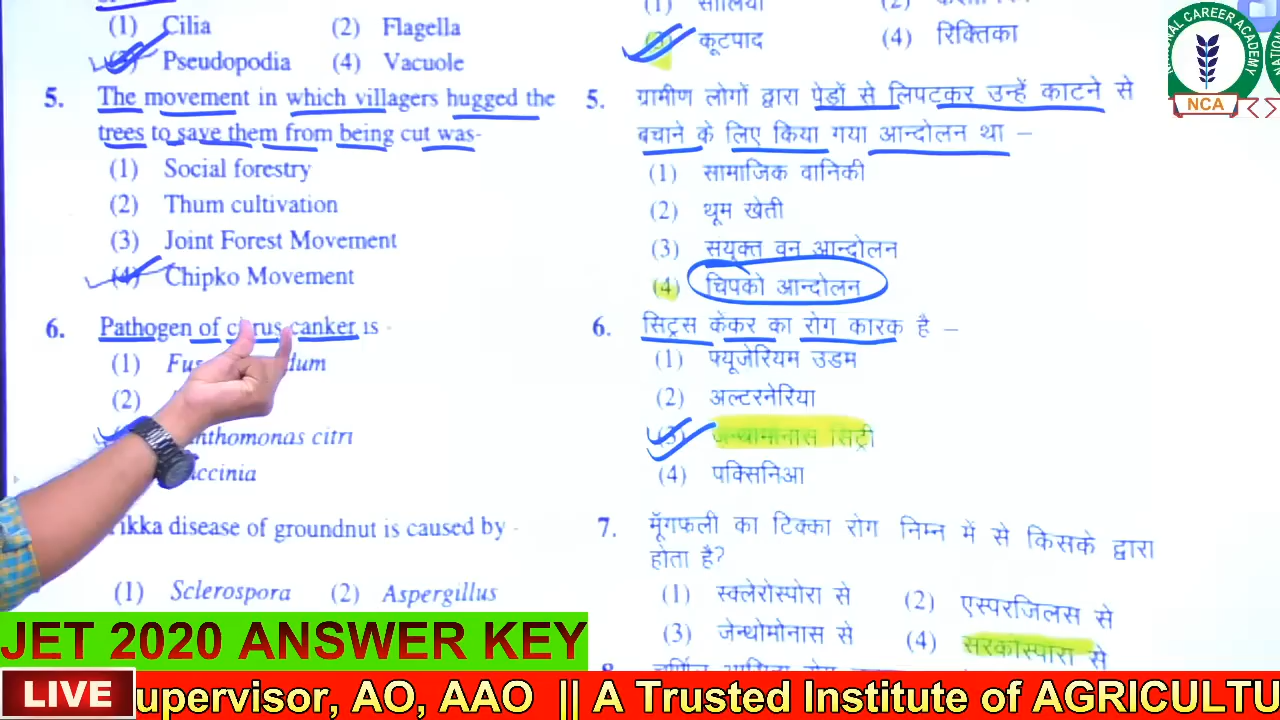 (1) Cilia (2) Flagella
(3) Pseudopodia (4) Vacuole
5. The movement in which villagers hugged the
trees to save them from being cut was-
(1) Social forestry
(2) Thum cultivation
(3) Joint Forest Movement
(4) Chipko Movement
6. Pathogen of citrus canker is -
(1)
(2)
citri
Tikka disease of groundnut is caused by -
(1) Sclerospora (2) Aspergillus
(4) रिक्तिका
कूटपाद
5. ग्रामीण लोगों द्वारा पेड़ों से लिपटकर उन्हें काटने से
बचाने के लिए किया गया आन्दोलन था –
(1) सामाजिक वानिकी
(2) थूम खेती
(3) सयूक्त वन आन्दोलन
(4) चिपको आन्दोलन
6. सिट्रस केंकर का रोग कारक है –
(1) फ्यूजेरियम उडम
(2) अल्टरनेरिया
(3) जेन्थोमोनास सिट्री
(4) पक्सिनिआ
7. मूँगफली का टिक्का रोग निम्न में से किसके द्वारा
होता है?
(1) स्क्लेरोस्पोरा से (2) एस्परजिलस से
(3) जेन्थोमोनास से (4) सरकोस्पोरा से
NCA
JET 2020 ANSWER KEY
LIVE
upervisor, AO, AAO || A Trusted Institute of AGRICULTU